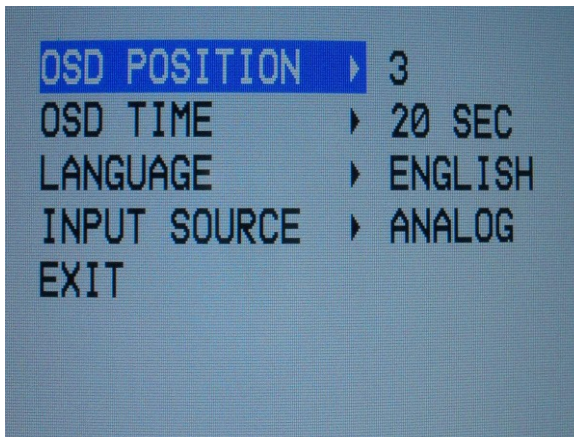 OSD POSITION ▸ 3
OSD TIME ▸ 20 SEC
LANGUAGE ▸ ENGLISH
INPUT SOURCE ▸ ANALOG
EXIT